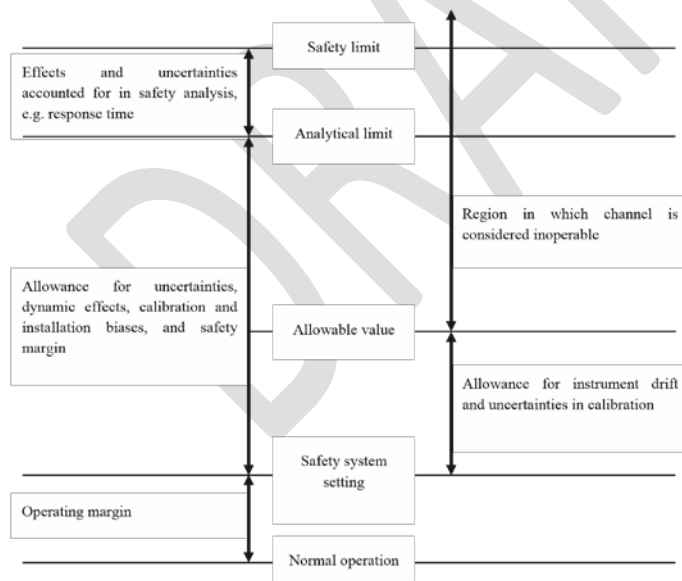 Safety limit
Effects and uncertainties
accounted for in safety analysis,
e.g. response time
Analytical limit
Region in which channel is
considered inoperable
Allowance for uncertainties,
dynamic effects, calibration and
installation biases, and safety
margin
Allowable value
Allowance for instrument drift
and uncertainties in calibration
Safety system
setting
Operating margin
Normal operation
DRA